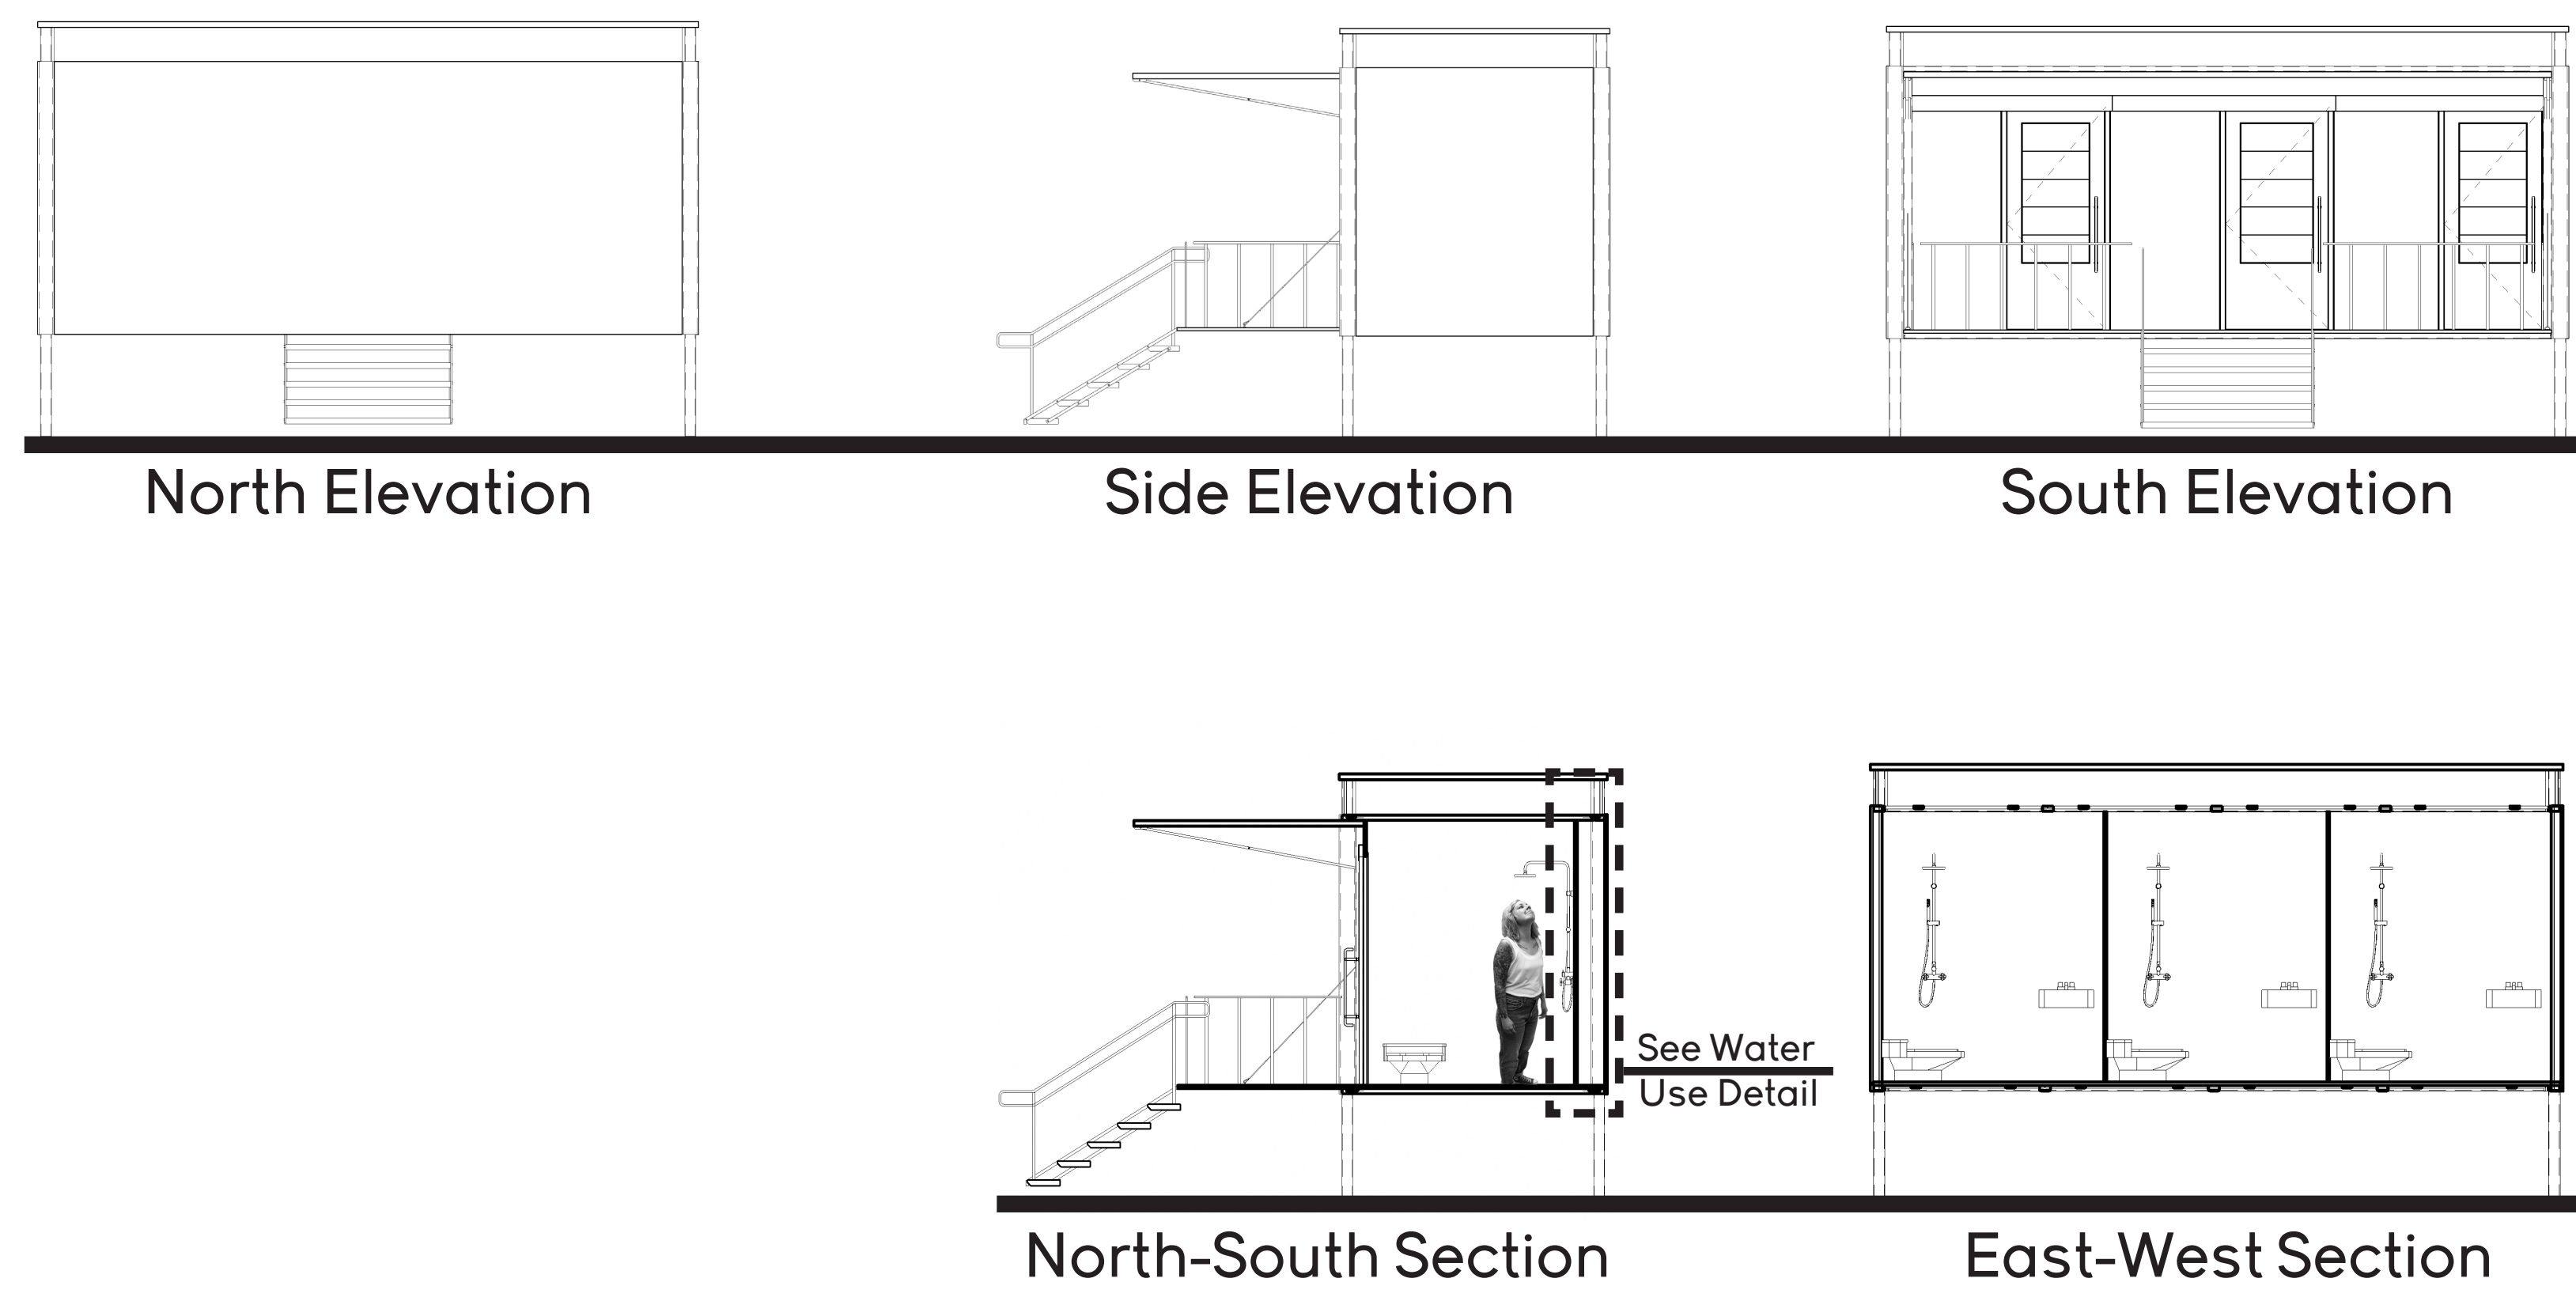 North Elevation
Side Elevation
South Elevation
See Water
Use Detail
North-South Section
East-West Section